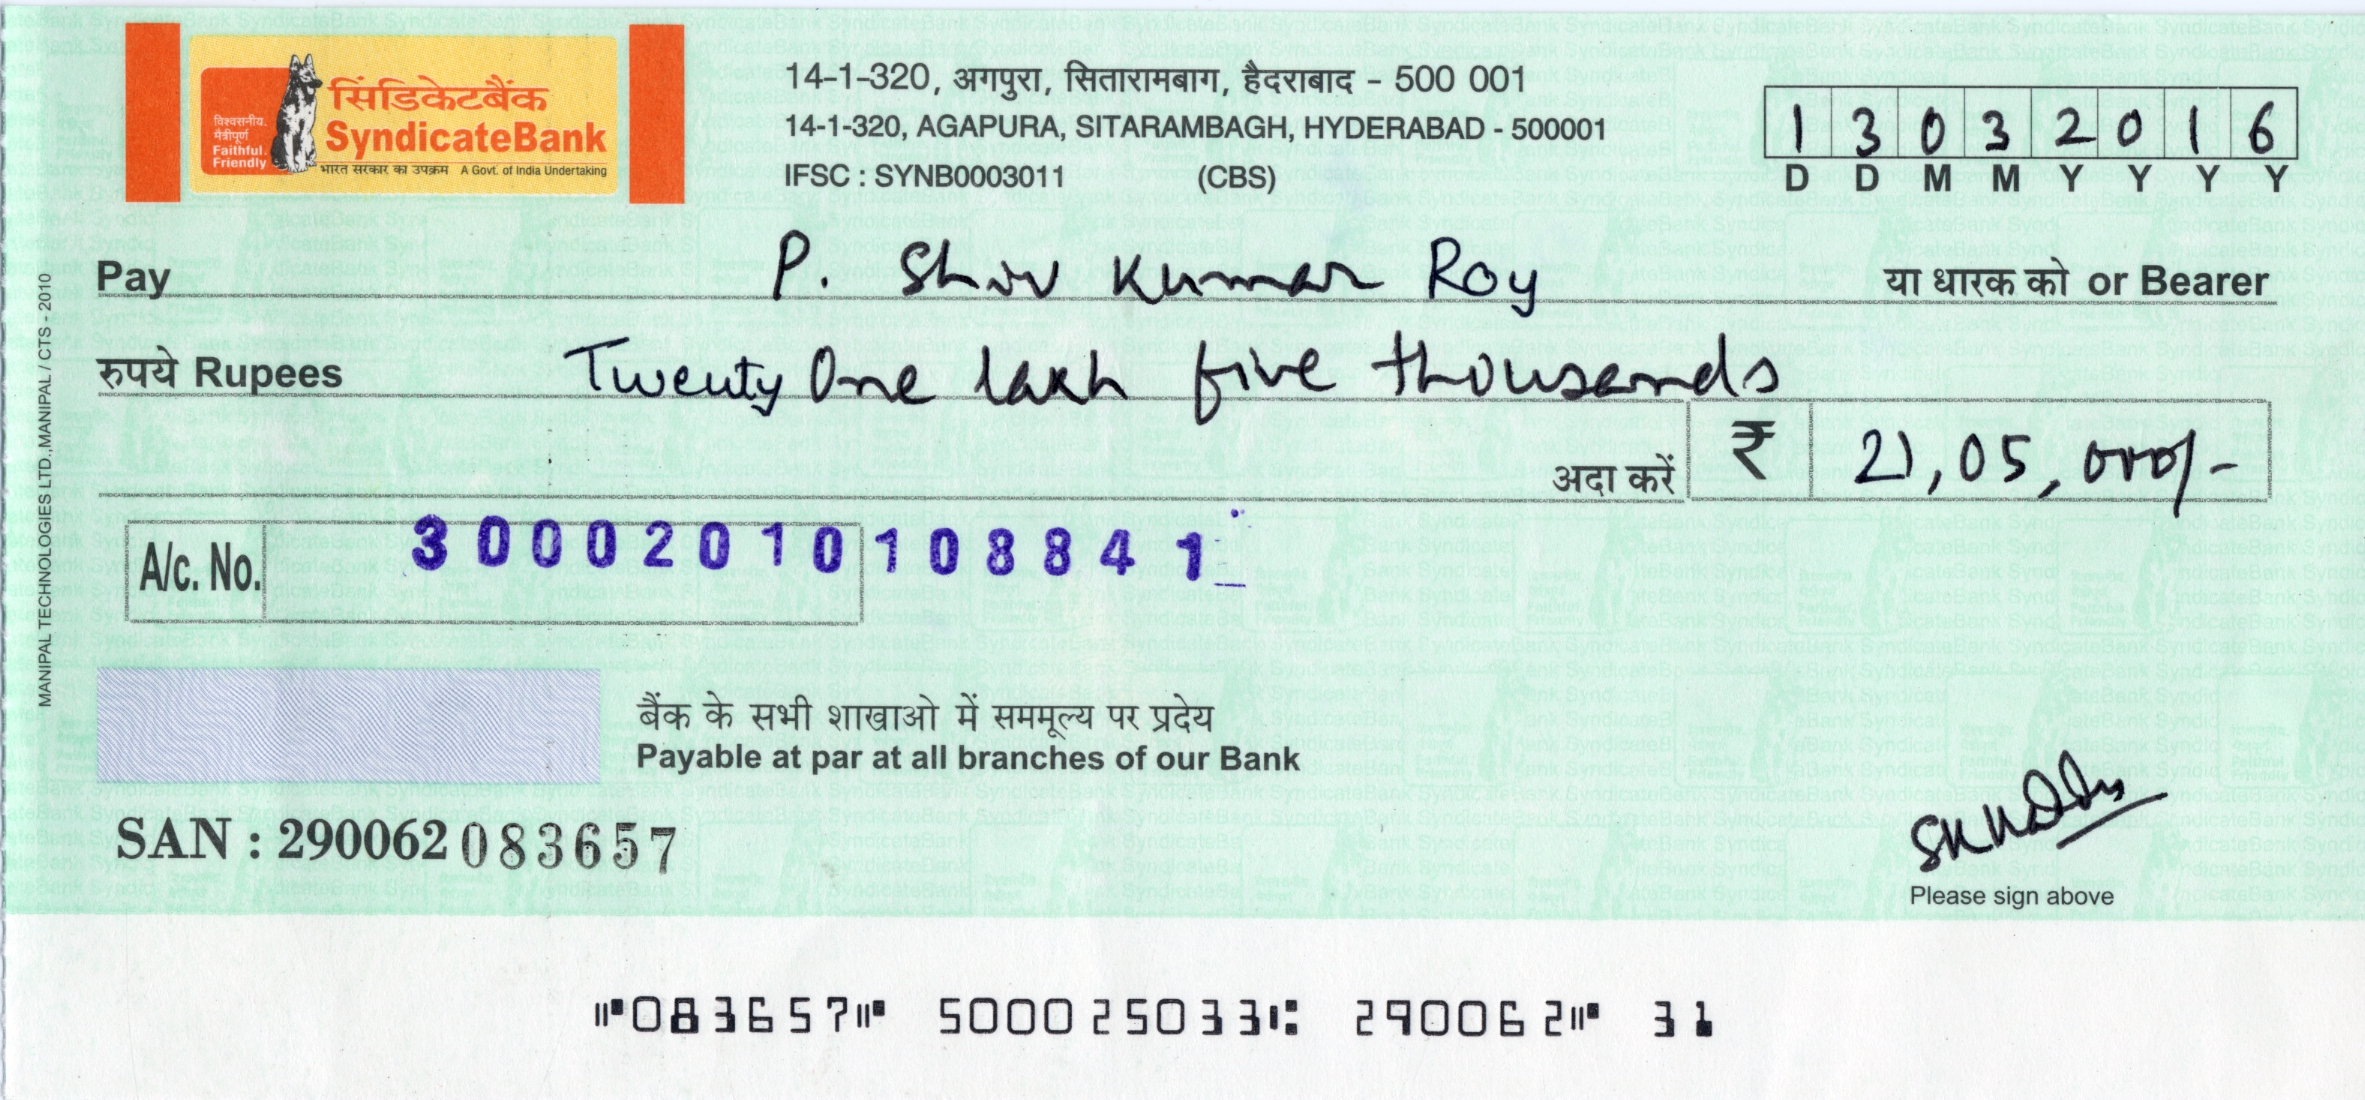 सिंडिकेटबैंक
SyndicateBank
विश्वसनीय.
मैत्रीपूर्ण
Faithful.
Friendly
भारत सरकार का उपक्रम A Govt. of India Undertaking
14-1-320, अगपुरा, सितारामबाग, हैदराबाद - 500 001
14-1-320, AGAPURA, SITARAMBAGH, HYDERABAD - 500001
IFSC : SYNB0003011 (CBS)
1 3 0 3 2 0 1 6
D D M M Y Y Y Y
Pay P. Shiv Kumar Roy या धारक को or Bearer
रुपये Rupees Twenty One lakh five thousands
अदा करें ₹ 21,05,000/-
A/c. No. 30002010108841
MANIPAL TECHNOLOGIES LTD.,MANIPAL / CTS - 2010
बैंक के सभी शाखाओ में सममूल्य पर प्रदेय
Payable at par at all branches of our Bank
SAN : 290062 083657
Please sign above
⑈083657⑈ 500025033⑆ 290062⑈ 31